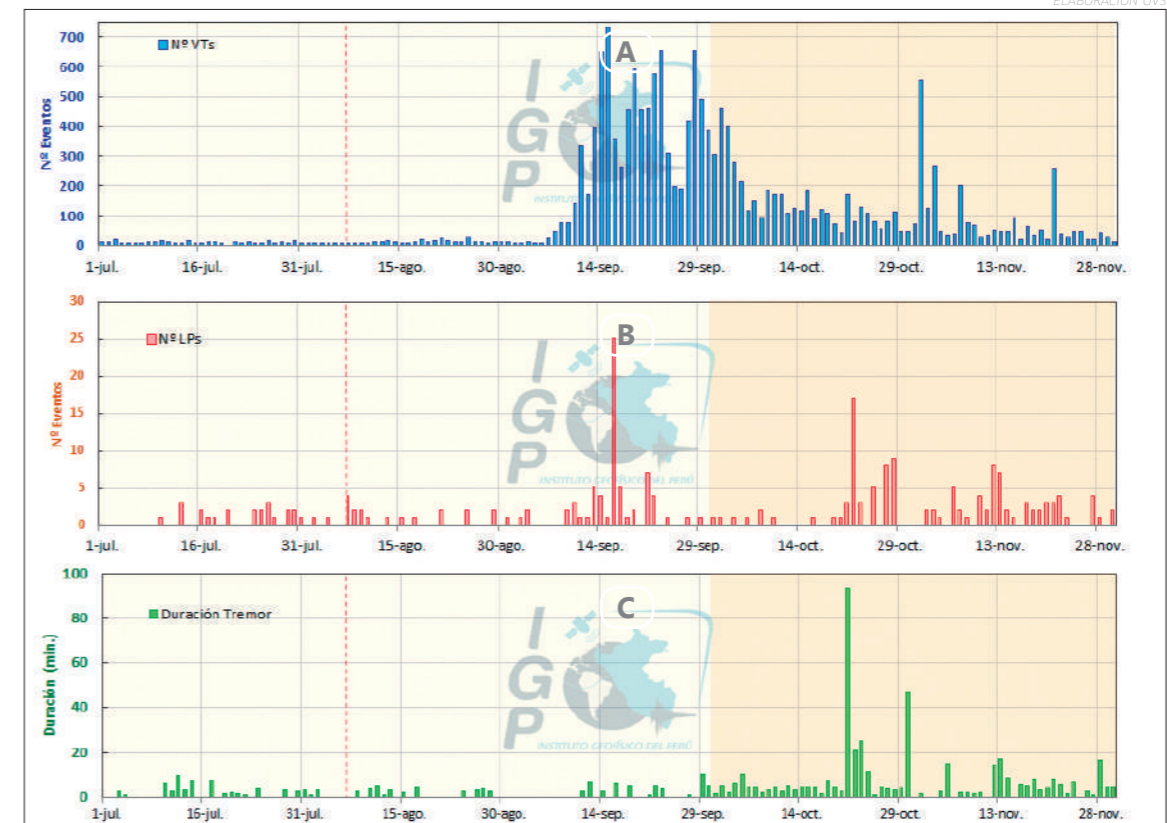 ELABORACIÓN OVS
Nº VTs
A
Nº Eventos
700
600
500
400
300
200
100
0
1-jul. 16-jul. 31-jul. 15-ago. 30-ago. 14-sep. 29-sep. 14-oct. 29-oct. 13-nov. 28-nov.
IGP
Nº LPs
B
Nº Eventos
30
25
20
15
10
5
0
1-jul. 16-jul. 31-jul. 15-ago. 30-ago. 14-sep. 29-sep. 14-oct. 29-oct. 13-nov. 28-nov.
IGP
INSTITUTO GEOFÍSICO DEL PERÚ
Duración Tremor
C
Duración (min.)
100
80
60
40
20
0
1-jul. 16-jul. 31-jul. 15-ago. 30-ago. 14-sep. 29-sep. 14-oct. 29-oct. 13-nov. 28-nov.
IGP
INSTITUTO GEOFÍSICO DEL PERÚ